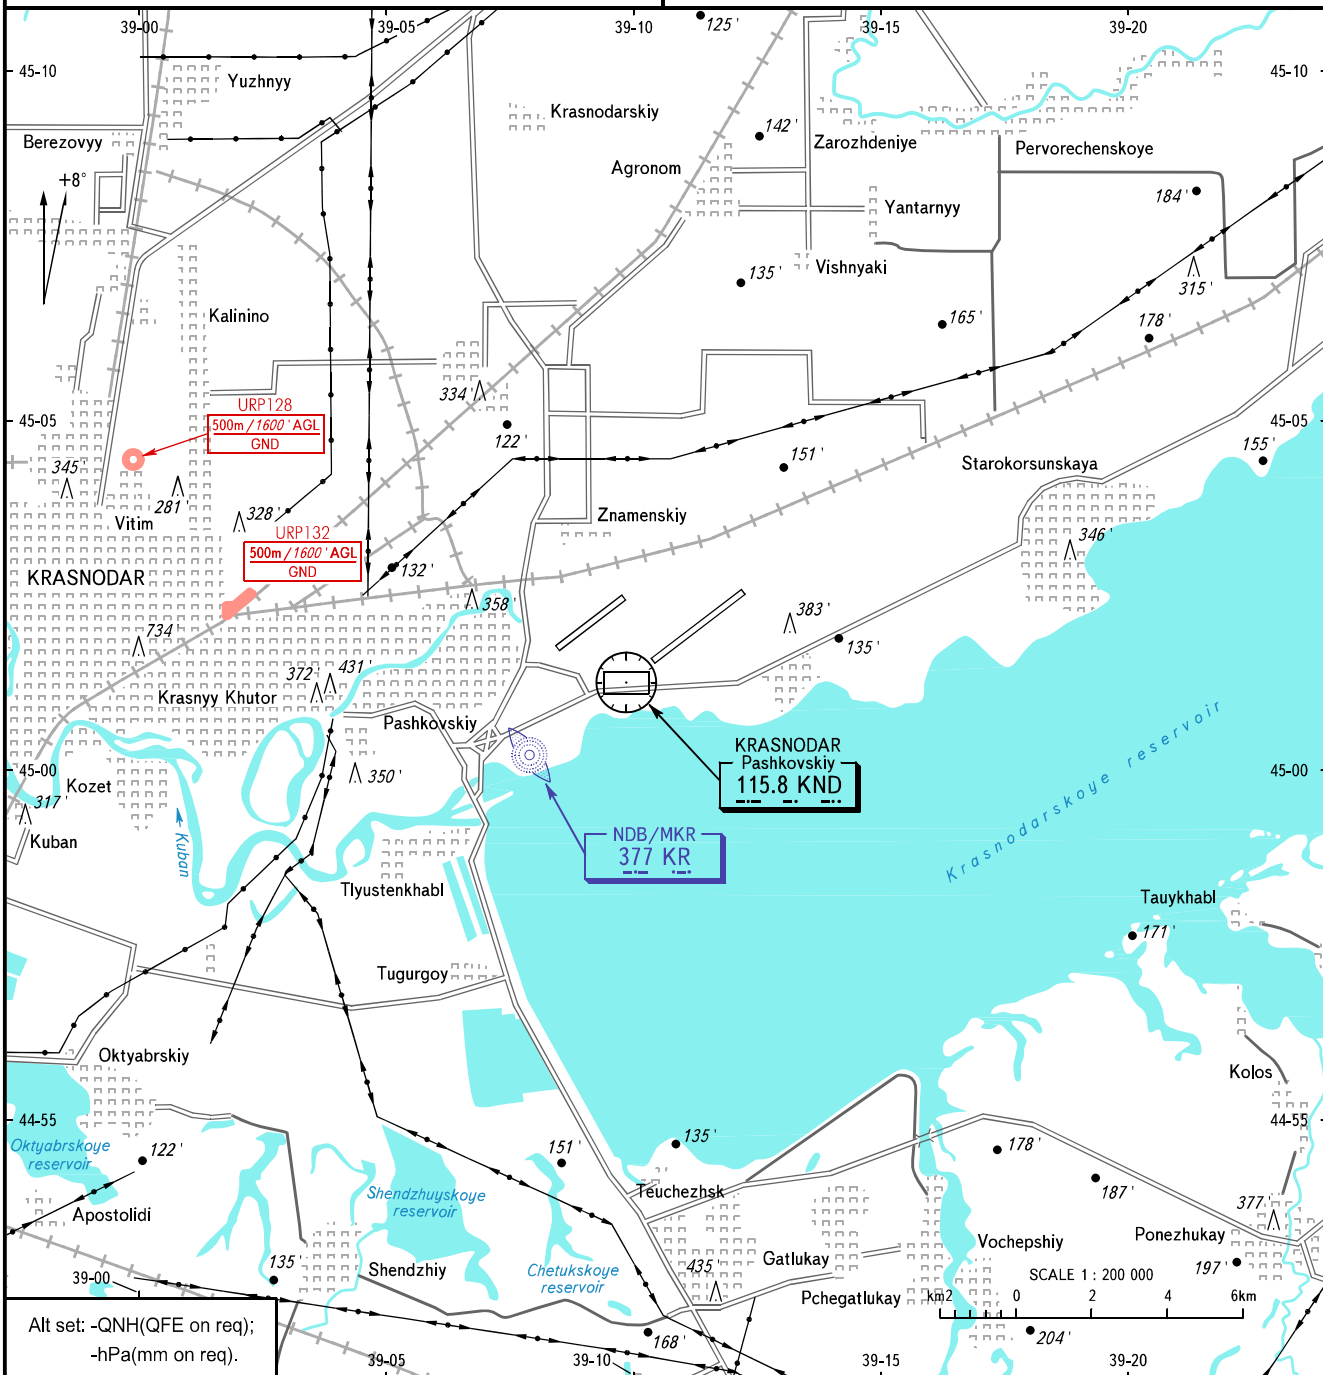 39-00
39-05
39-10
39-15
39-20
125'
45-10
45-10
Yuzhnyy
Krasnodarskiy
142'
Berezovyy
Zarozhdeniye
Pervorechenskoye
Agronom
+8°
184'
Yantarnyy
135'
Vishnyaki
315'
Kalinino
165'
178'
334'
URP128
500m/1600' AGL
GND
45-05
45-05
122'
151'
155'
Starokorsunskaya
345'
281'
328'
Vitim
Znamenskiy
URP132
500m/1600' AGL
GND
346'
132'
KRASNODAR
358'
383'
135'
734
372'
431'
Krasnyy Khutor
Pashkovskiy
KRASNODAR
Pashkovskiy
115.8 KND
Krasnodarskoye reservoir
350'
45-00
Kozet
317'
Kuban
Kuban
NDB/MKR
377 KR
Tlyustenkhabl
Tauykhabl
171'
Tugurgoy
Oktyabrskiy
Kolos
44-55
44-55
Oktyabrskoye
reservoir
122'
151'
135'
178'
187'
Shendzhuyskoye
reservoir
Teuchezhsk
377'
Apostolidi
Vochepshiy
Ponezhukay
135'
Shendzhiy
Chetukskoye
reservoir
435'
Gatlukay
197'
39-00
SCALE 1 : 200 000
Pchegatlukay
km2 0 2 4 6km
168'
204'
Alt set: -QNH(QFE on req);
-hPa(mm on req).
39-05
39-10
39-15
39-20